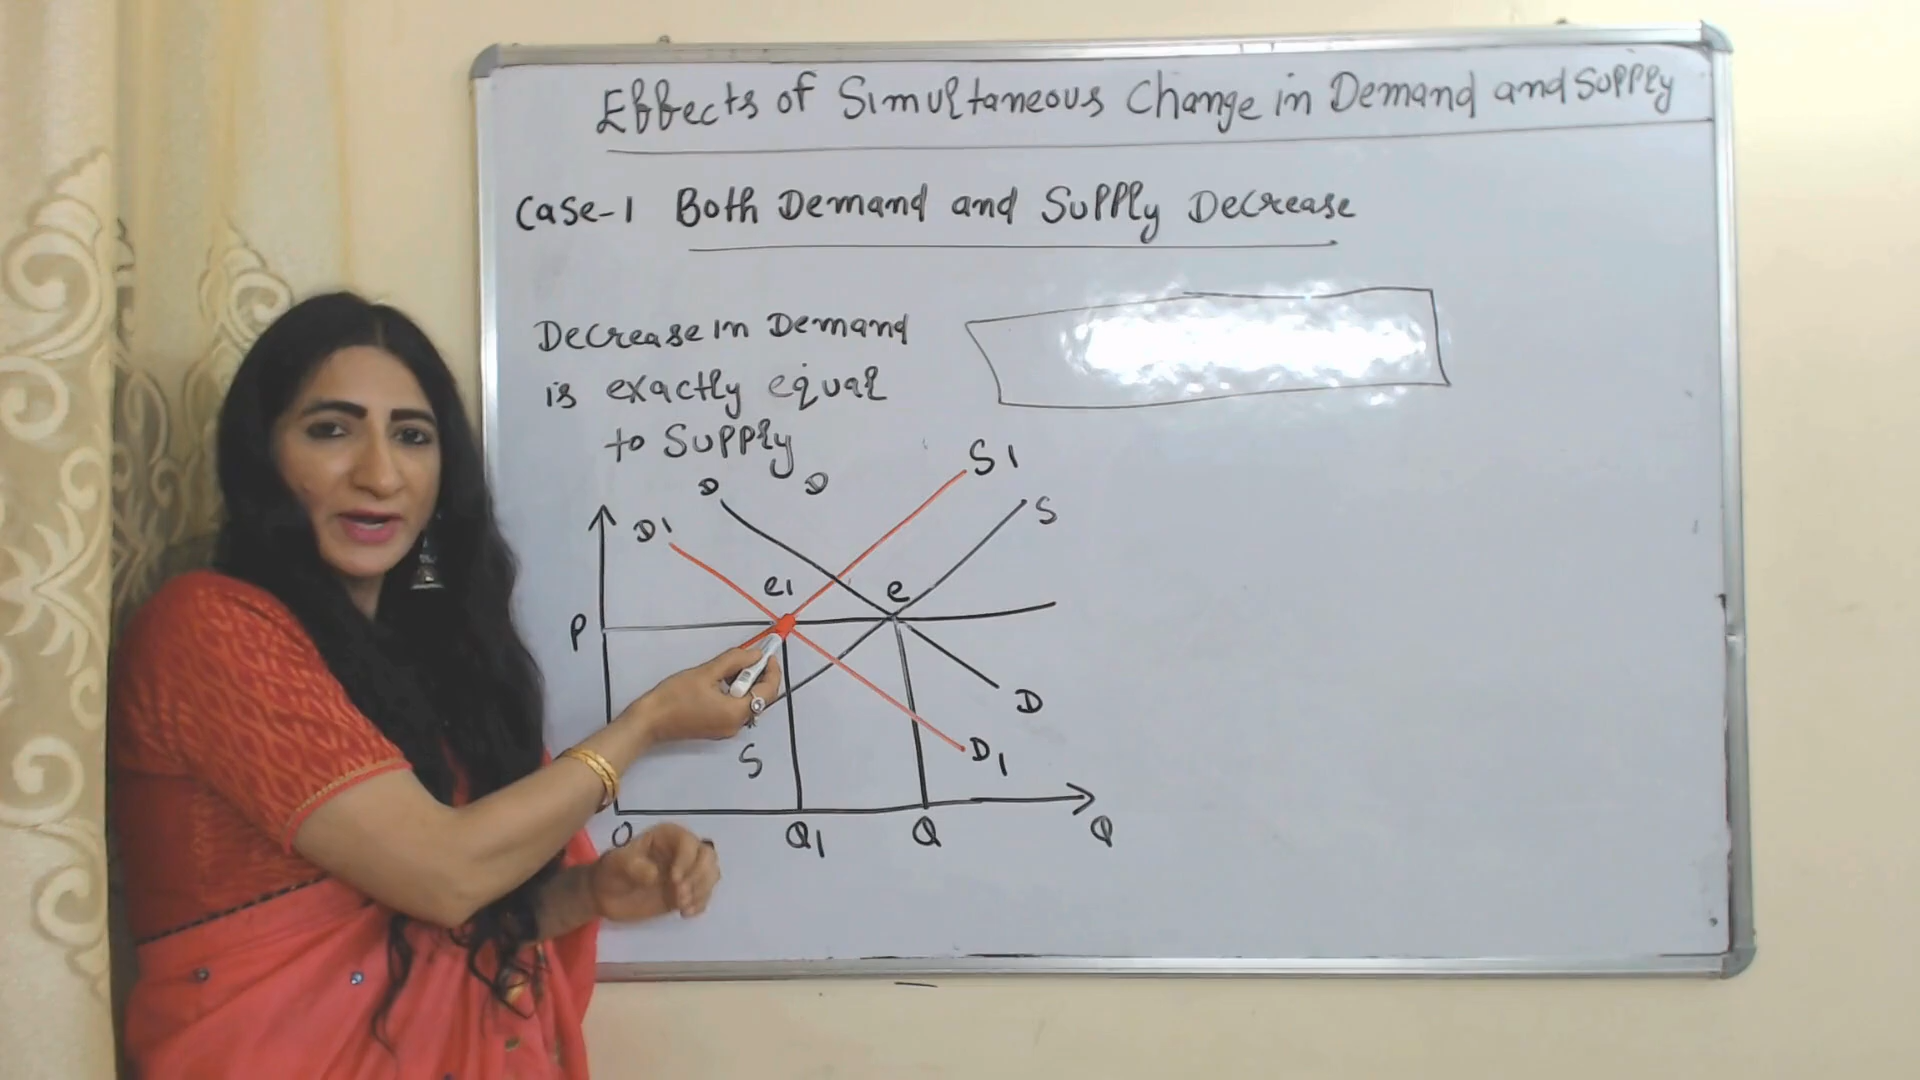 Effects of Simultaneous Change in Demand and Supply
Case-1 Both Demand and Supply Decrease
Decrease in Demand
is exactly equal
to Supply
D
D
S1
S
D1
e1
e
P
D
S
D1
O
Q1
Q
Q